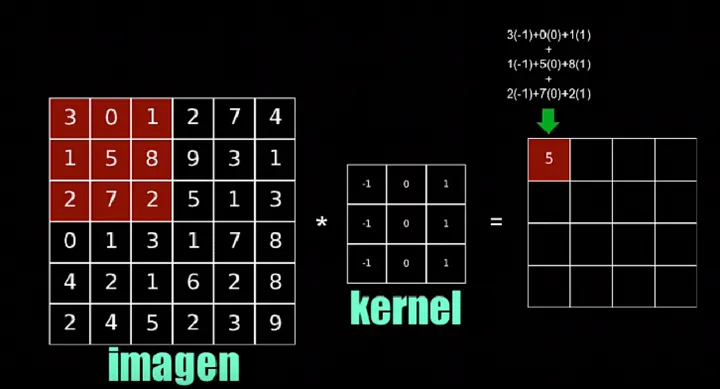 3(-1)+0(0)+1(1)
+
1(-1)+5(0)+8(1)
+
2(-1)+7(0)+2(1)
3 0 1 2 7 4
1 5 8 9 3 1
2 7 2 5 1 3
0 1 3 1 7 8
4 2 1 6 2 8
2 4 5 2 3 9
imagen
*
-1 0 1
-1 0 1
-1 0 1
kernel
=
5